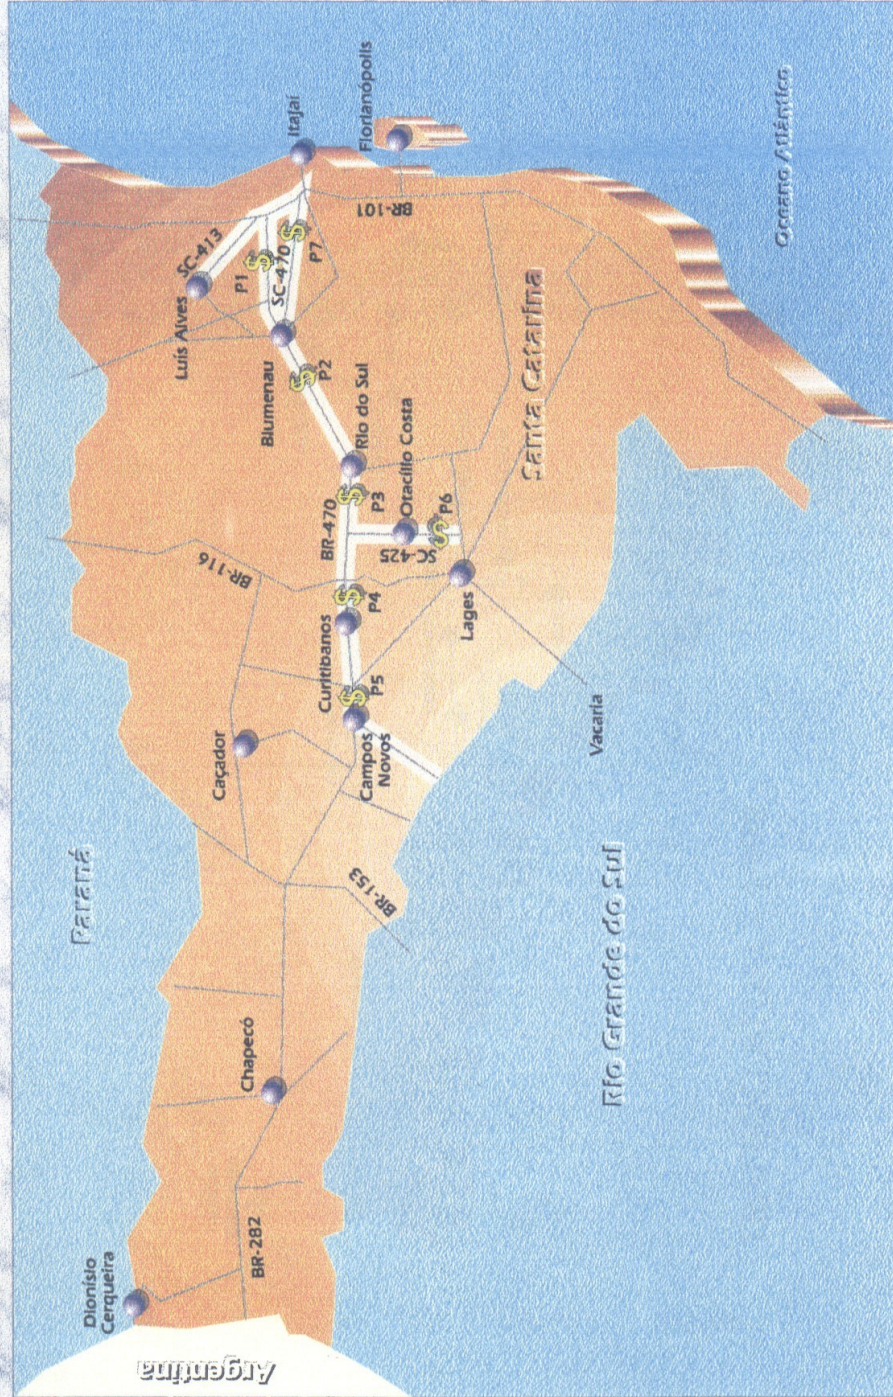 Paraná
Dionísio
Cerqueira
Argentina
BR-282
Chapecó
Caçador
BR-153
BR-116
Luís Alves
SC-413
P1
SC-470
P7
Itajaí
Blumenau
P2
Florianópolis
BR-101
Curitibanos
BR-470
Rio do Sul
Campos
Novos
P5
P4
P3
Otacílio Costa
SC-425
P6
Lages
Santa Catarina
Vacaria
Rio Grande do Sul
Oceano Atlântico